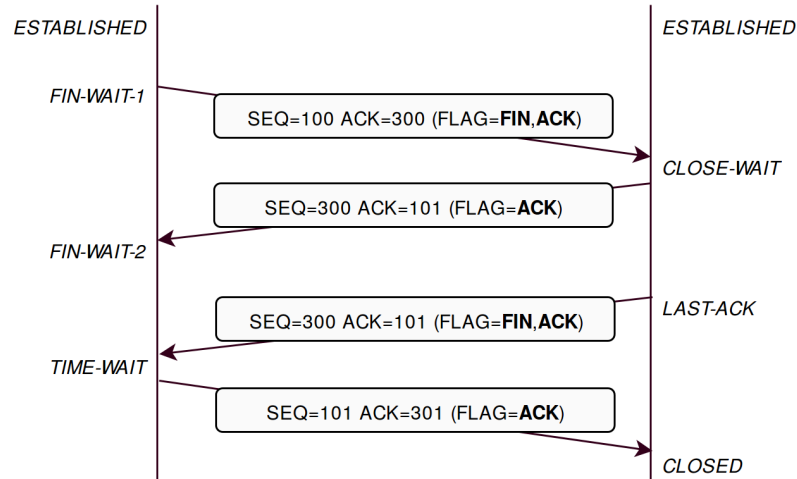 ESTABLISHED
ESTABLISHED
FIN-WAIT-1
SEQ=100 ACK=300 (FLAG=FIN,ACK)
CLOSE-WAIT
SEQ=300 ACK=101 (FLAG=ACK)
FIN-WAIT-2
SEQ=300 ACK=101 (FLAG=FIN,ACK)
LAST-ACK
TIME-WAIT
SEQ=101 ACK=301 (FLAG=ACK)
CLOSED